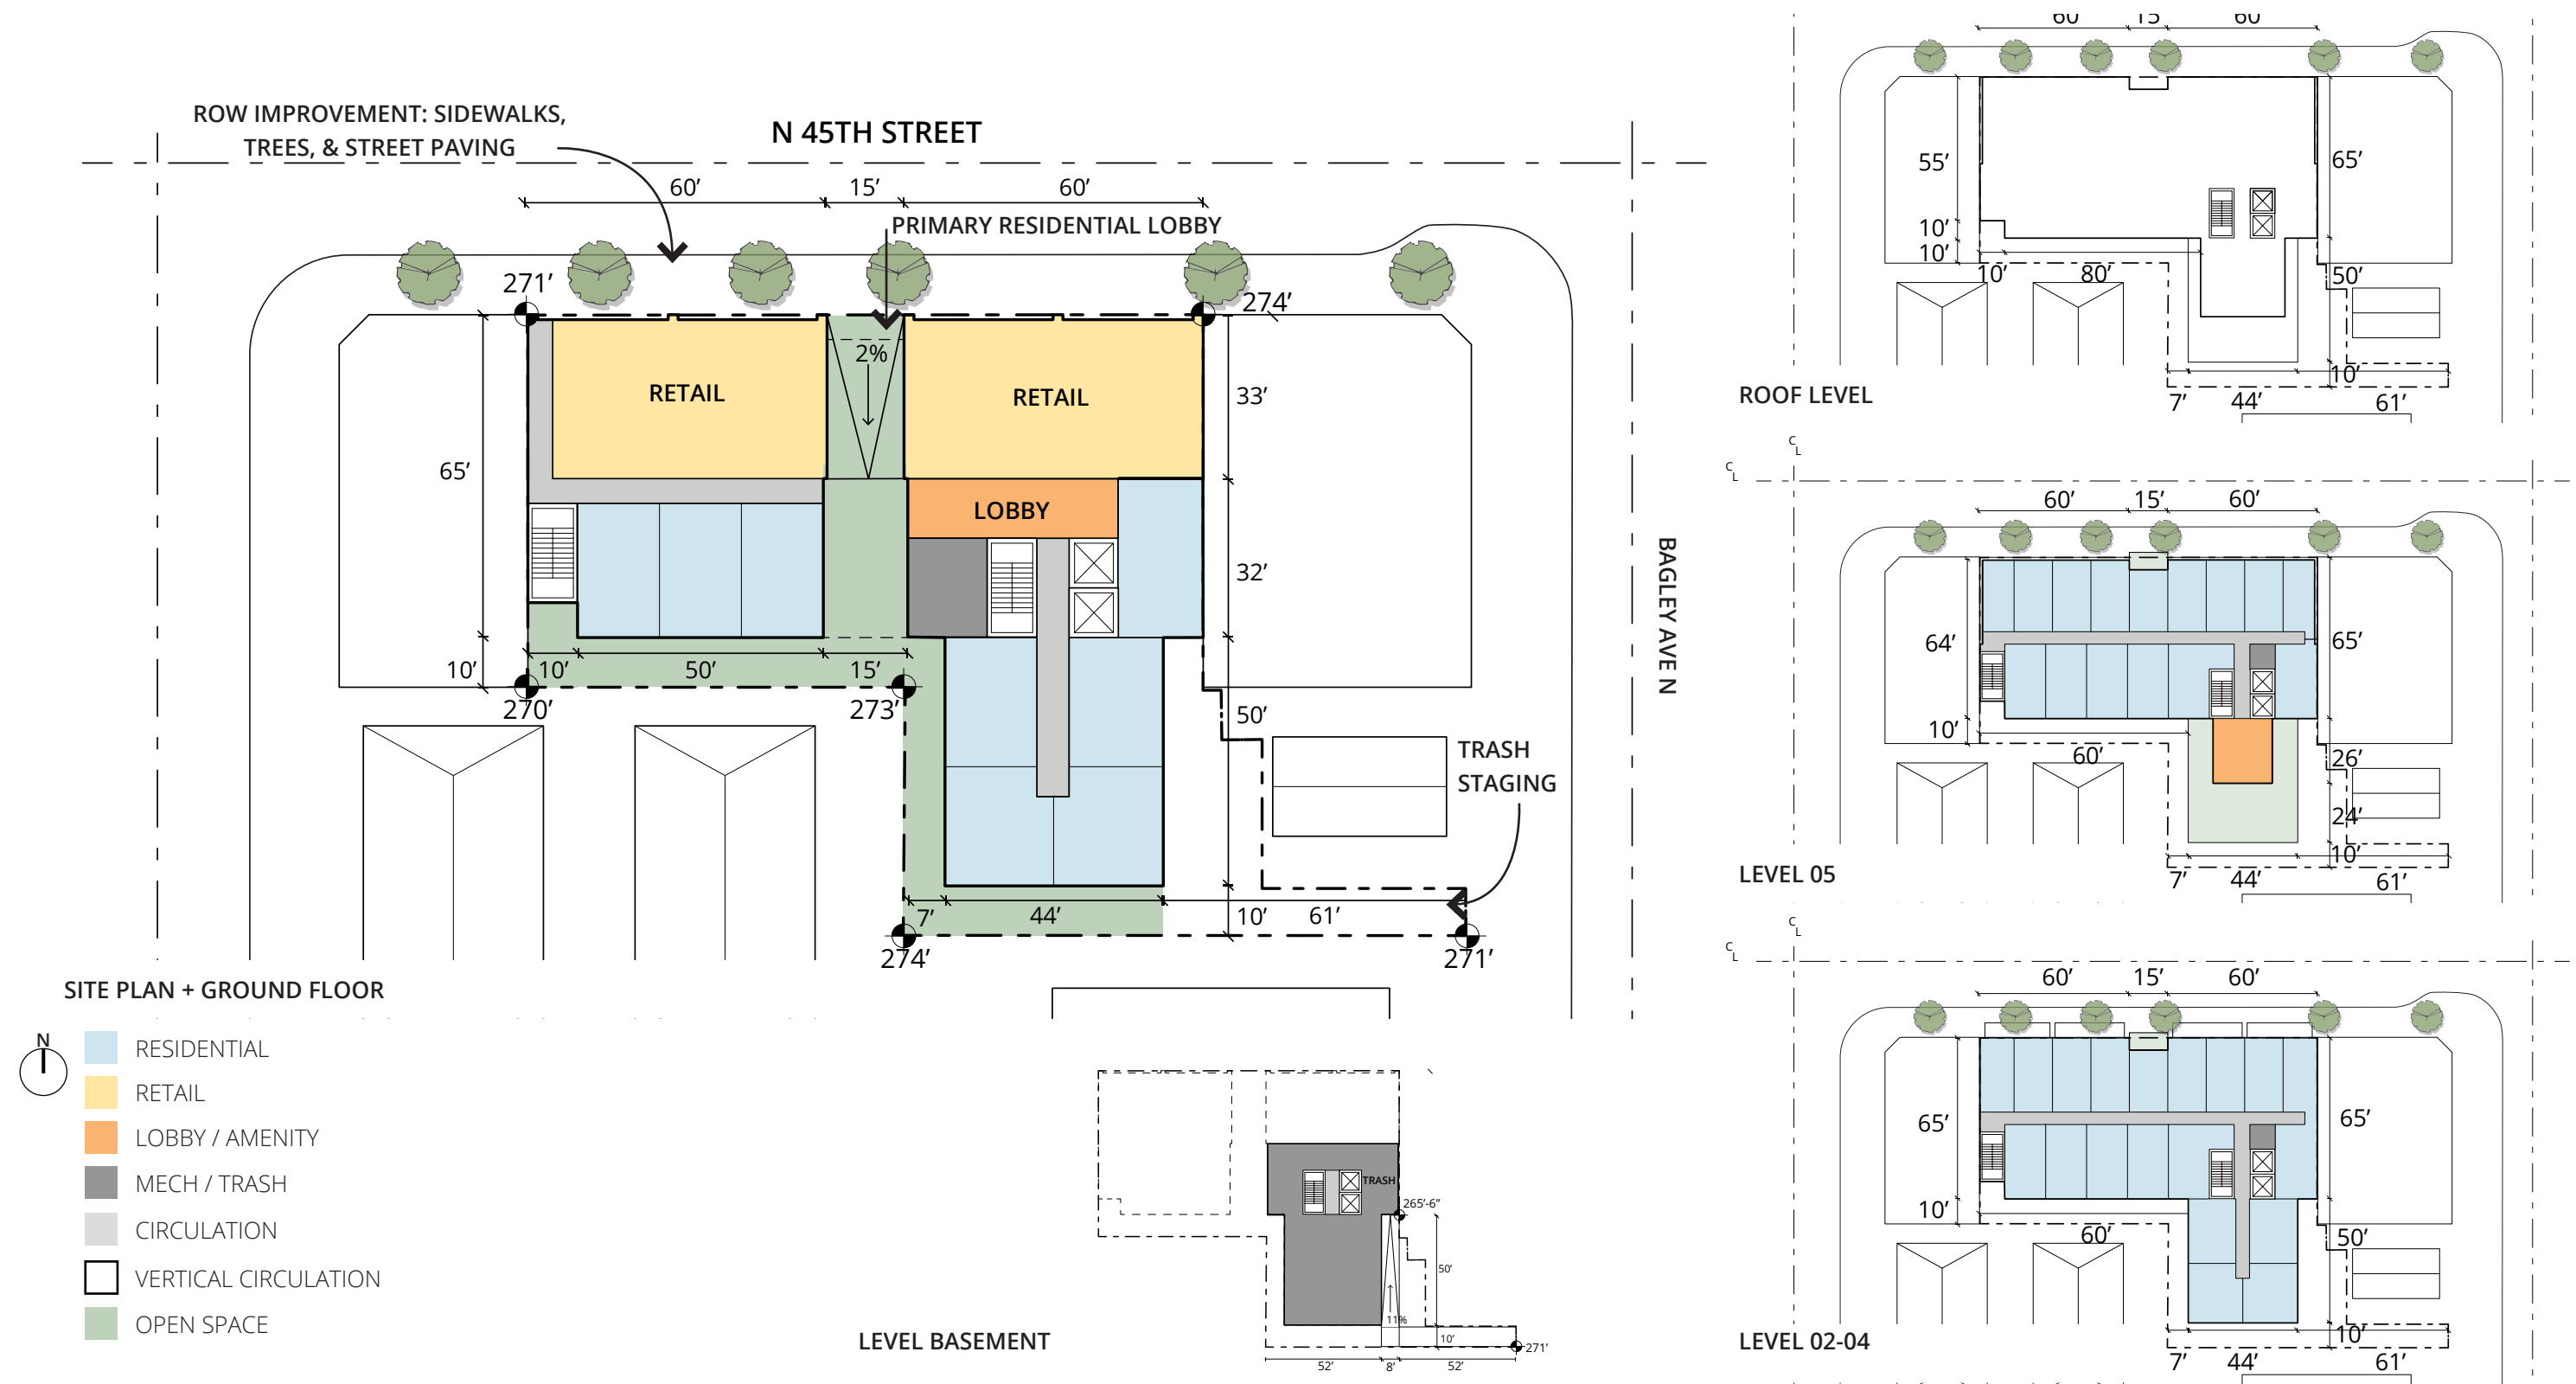 ROW IMPROVEMENT: SIDEWALKS,
TREES, & STREET PAVING
N 45TH STREET
60’ 15’ 60’
PRIMARY RESIDENTIAL LOBBY
271’
274’
2%
RETAIL
RETAIL
33’
65’
LOBBY
32’
BAGLEY AVE N
10’ 10’ 50’ 15’
270’ 273’
50’
TRASH
STAGING
7’ 44’ 10’ 61’
274’ 271’
SITE PLAN + GROUND FLOOR
N
RESIDENTIAL
RETAIL
LOBBY / AMENITY
MECH / TRASH
CIRCULATION
VERTICAL CIRCULATION
OPEN SPACE
TRASH
265’-6”
50’
11%
10’
271’
52’ 8’ 52’
LEVEL BASEMENT
60’ 15’ 60’
55’
65’
10’
10’
10’ 80’
50’
10’
7’ 44’ 61’
ROOF LEVEL
C
L
C
L
60’ 15’ 60’
64’
65’
10’
60’
26’
24’
10’
7’ 44’ 61’
LEVEL 05
C
L
C
L
60’ 15’ 60’
65’
65’
10’
60’
50’
10’
7’ 44’ 61’
LEVEL 02-04